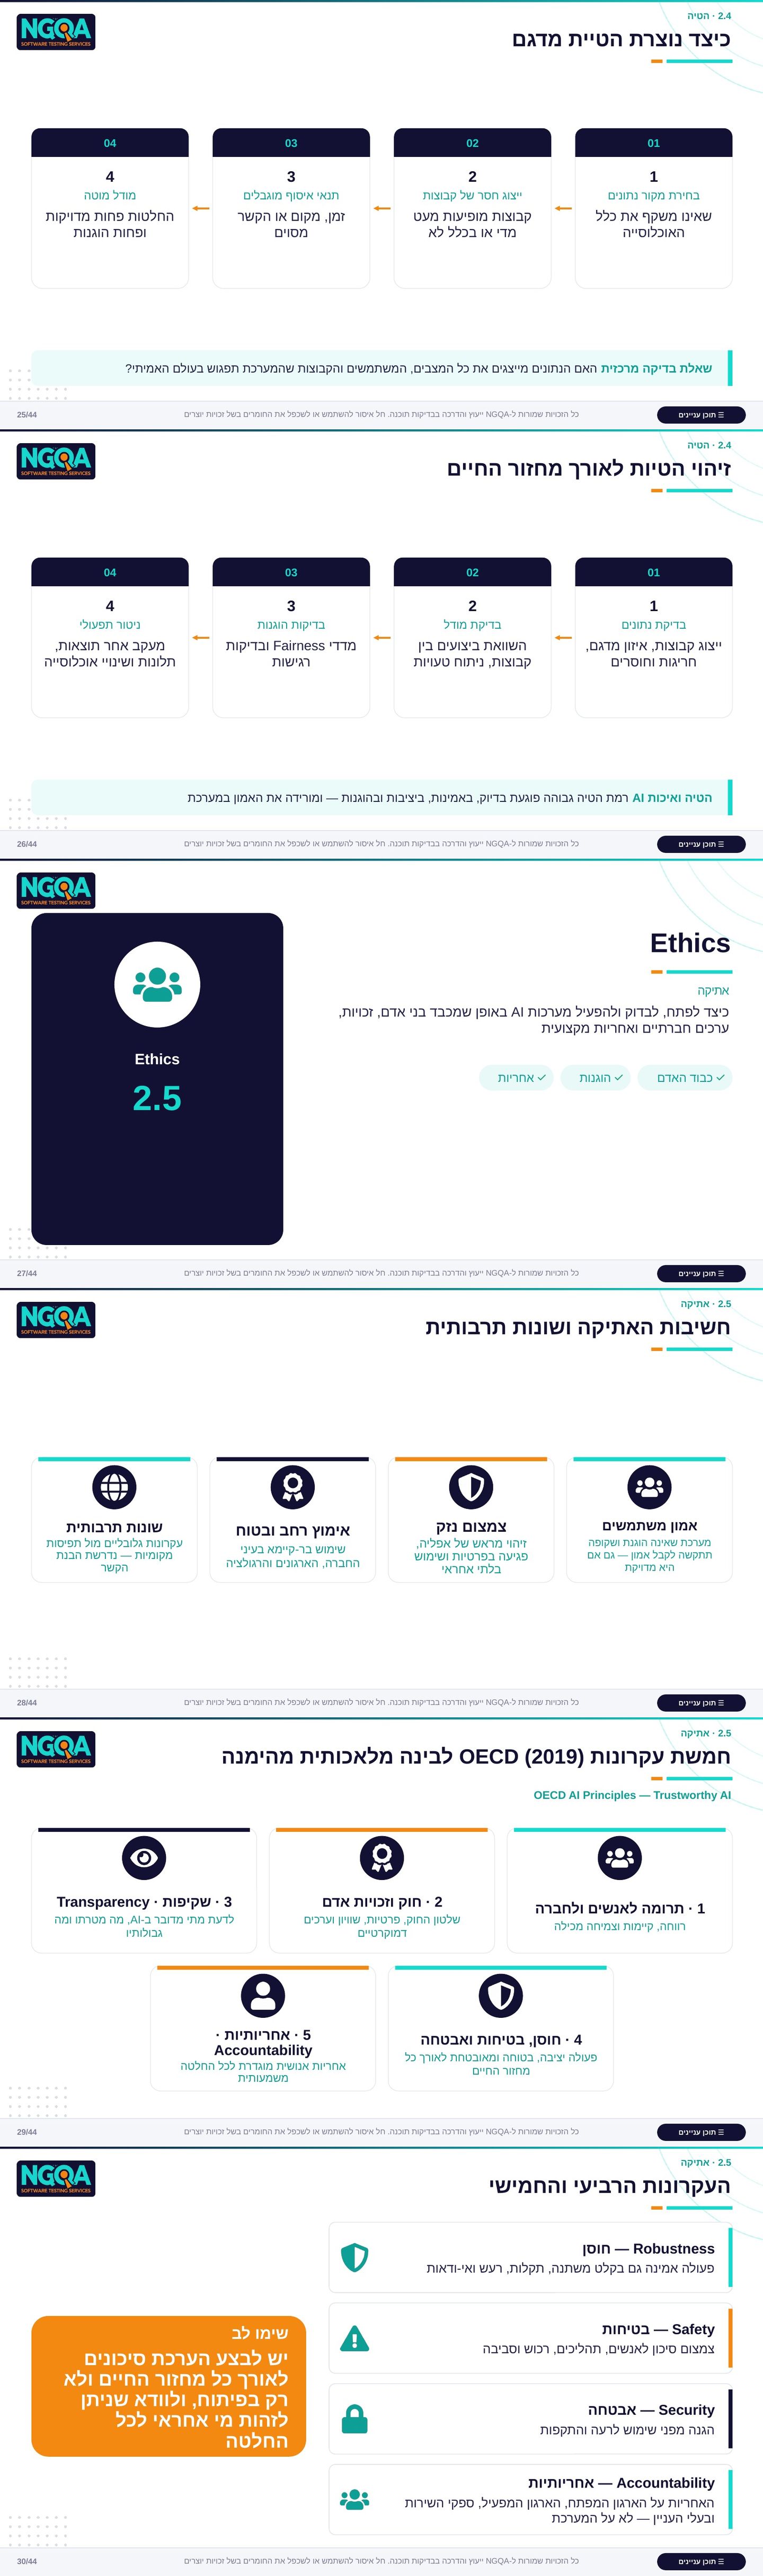 2.4 · הטיה
NGQA
SOFTWARE TESTING SERVICES
כיצד נוצרת הטיית מדגם
01
1
בחירת מקור נתונים
שאינו משקף את כלל
האוכלוסייה
02
2
ייצוג חסר של קבוצות
קבוצות מופיעות מעט
מדי או בכלל לא
03
3
תנאי איסוף מוגבלים
זמן, מקום או הקשר
מסוים
04
4
מודל מוטה
החלטות פחות מדויקות
ופחות הוגנות
שאלת בדיקה מרכזית האם הנתונים מייצגים את כל המצבים, המשתמשים והקבוצות שהמערכת תפגוש בעולם האמיתי?
☰ תוכן עניינים
כל הזכויות שמורות ל-NGQA ייעוץ והדרכה בבדיקות תוכנה. חל איסור להשתמש או לשכפל את החומרים בשל זכויות יוצרים
25/44
2.4 · הטיה
NGQA
SOFTWARE TESTING SERVICES
זיהוי הטיות לאורך מחזור החיים
01
1
בדיקת נתונים
ייצוג קבוצות, איזון מדגם,
חריגות וחוסרים
02
2
בדיקת מודל
השוואת ביצועים בין
קבוצות, ניתוח טעויות
03
3
בדיקות הוגנות
מדדי Fairness ובדיקות
רגישות
04
4
ניטור תפעולי
מעקב אחר תוצאות,
תלונות ושינויי אוכלוסייה
הטיה ואיכות AI רמת הטיה גבוהה פוגעת בדיוק, באמינות, ביציבות ובהוגנות — ומורידה את האמון במערכת
☰ תוכן עניינים
כל הזכויות שמורות ל-NGQA ייעוץ והדרכה בבדיקות תוכנה. חל איסור להשתמש או לשכפל את החומרים בשל זכויות יוצרים
26/44
NGQA
SOFTWARE TESTING SERVICES
Ethics
אתיקה
כיצד לפתח, לבדוק ולהפעיל מערכות AI באופן שמכבד בני אדם, זכויות,
ערכים חברתיים ואחריות מקצועית
✓ כבוד האדם
✓ הוגנות
✓ אחריות
Ethics
2.5
☰ תוכן עניינים
כל הזכויות שמורות ל-NGQA ייעוץ והדרכה בבדיקות תוכנה. חל איסור להשתמש או לשכפל את החומרים בשל זכויות יוצרים
27/44
2.5 · אתיקה
NGQA
SOFTWARE TESTING SERVICES
חשיבות האתיקה ושונות תרבותית
אמון משתמשים
מערכת שאינה הוגנת ושקופה
תתקשה לקבל אמון — גם אם
היא מדויקת
צמצום נזק
זיהוי מראש של אפליה,
פגיעה בפרטיות ושימוש
בלתי אחראי
אימוץ רחב ובטוח
שימוש בר-קיימא בעיני
החברה, הארגונים והרגולציה
שונות תרבותית
עקרונות גלובליים מול תפיסות
מקומיות — נדרשת הבנת
הקשר
☰ תוכן עניינים
כל הזכויות שמורות ל-NGQA ייעוץ והדרכה בבדיקות תוכנה. חל איסור להשתמש או לשכפל את החומרים בשל זכויות יוצרים
28/44
2.5 · אתיקה
NGQA
SOFTWARE TESTING SERVICES
חמשת עקרונות OECD (2019) לבינה מלאכותית מהימנה
OECD AI Principles — Trustworthy AI
1 · תרומה לאנשים ולחברה
רווחה, קיימות וצמיחה מכילה
2 · חוק וזכויות אדם
שלטון החוק, פרטיות, שוויון וערכים
דמוקרטיים
3 · שקיפות · Transparency
לדעת מתי מדובר ב-AI, מה מטרתו ומה
גבולותיו
4 · חוסן, בטיחות ואבטחה
פעולה יציבה, בטוחה ומאובטחת לאורך כל
מחזור החיים
5 · אחריותיות ·
Accountability
אחריות אנושית מוגדרת לכל החלטה
משמעותית
☰ תוכן עניינים
כל הזכויות שמורות ל-NGQA ייעוץ והדרכה בבדיקות תוכנה. חל איסור להשתמש או לשכפל את החומרים בשל זכויות יוצרים
29/44
2.5 · אתיקה
NGQA
SOFTWARE TESTING SERVICES
העקרונות הרביעי והחמישי
Robustness — חוסן
פעולה אמינה גם בקלט משתנה, תקלות, רעש ואי-ודאות
Safety — בטיחות
צמצום סיכון לאנשים, תהליכים, רכוש וסביבה
Security — אבטחה
הגנה מפני שימוש לרעה והתקפות
Accountability — אחריותיות
האחריות על הארגון המפתח, הארגון המפעיל, ספקי השירות
ובעלי העניין — לא על המערכת
שימו לב
יש לבצע הערכת סיכונים
לאורך כל מחזור החיים ולא
רק בפיתוח, ולוודא שניתן
לזהות מי אחראי לכל
החלטה
☰ תוכן עניינים
כל הזכויות שמורות ל-NGQA ייעוץ והדרכה בבדיקות תוכנה. חל איסור להשתמש או לשכפל את החומרים בשל זכויות יוצרים
30/44